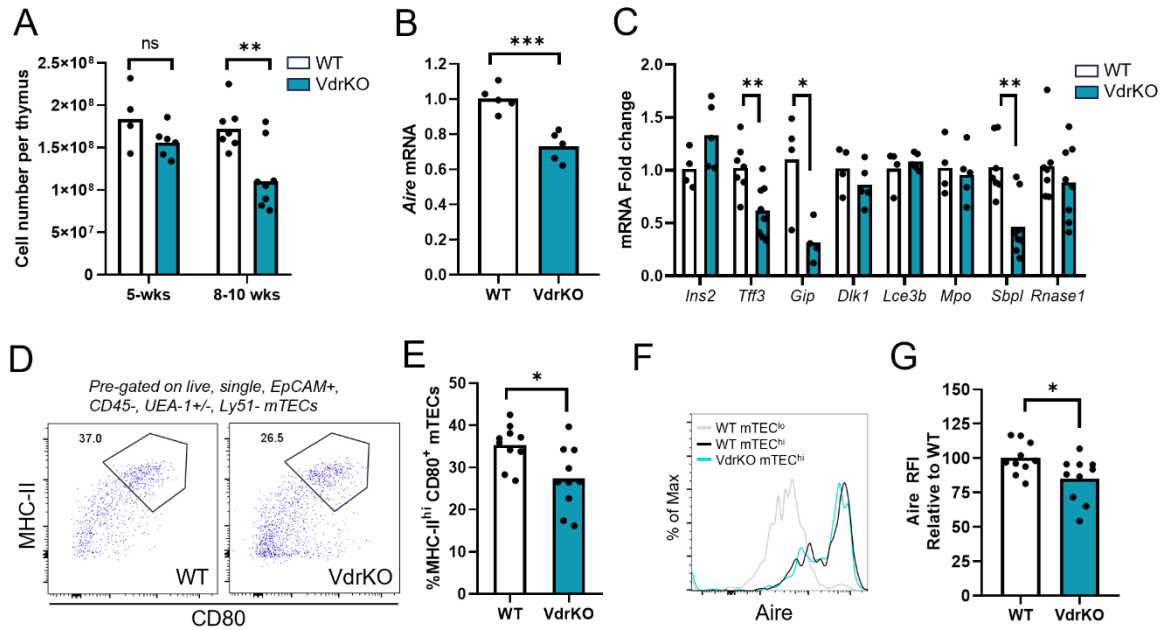 A
Cell number per thymus
2.5×10⁸
2.0×10⁸
1.5×10⁸
1.0×10⁸
5×10⁷
0
ns
**
WT
VdrKO
5-wks
8-10 wks
B
Aire mRNA
1.2
1.0
0.8
0.6
0.4
0.2
0.0
***
WT
VdrKO
C
mRNA Fold change
2.0
1.5
1.0
0.5
0.0
**
*
**
WT
VdrKO
Ins2 Tff3 Gip Dlk1 Lce3b Mpo Sbpl Rnase1
D
Pre-gated on live, single, EpCAM+,
CD45-, UEA-1+/-, Ly51- mTECs
37.0
26.5
MHC-II
WT
VdrKO
CD80
E
%MHC-IIʰⁱ CD80⁺ mTECs
50
40
30
20
10
0
*
WT
VdrKO
F
WT mTECˡᵒ
WT mTECʰⁱ
VdrKO mTECʰⁱ
% of Max
Aire
G
Aire RFI
Relative to WT
150
125
100
75
50
25
0
*
WT
VdrKO